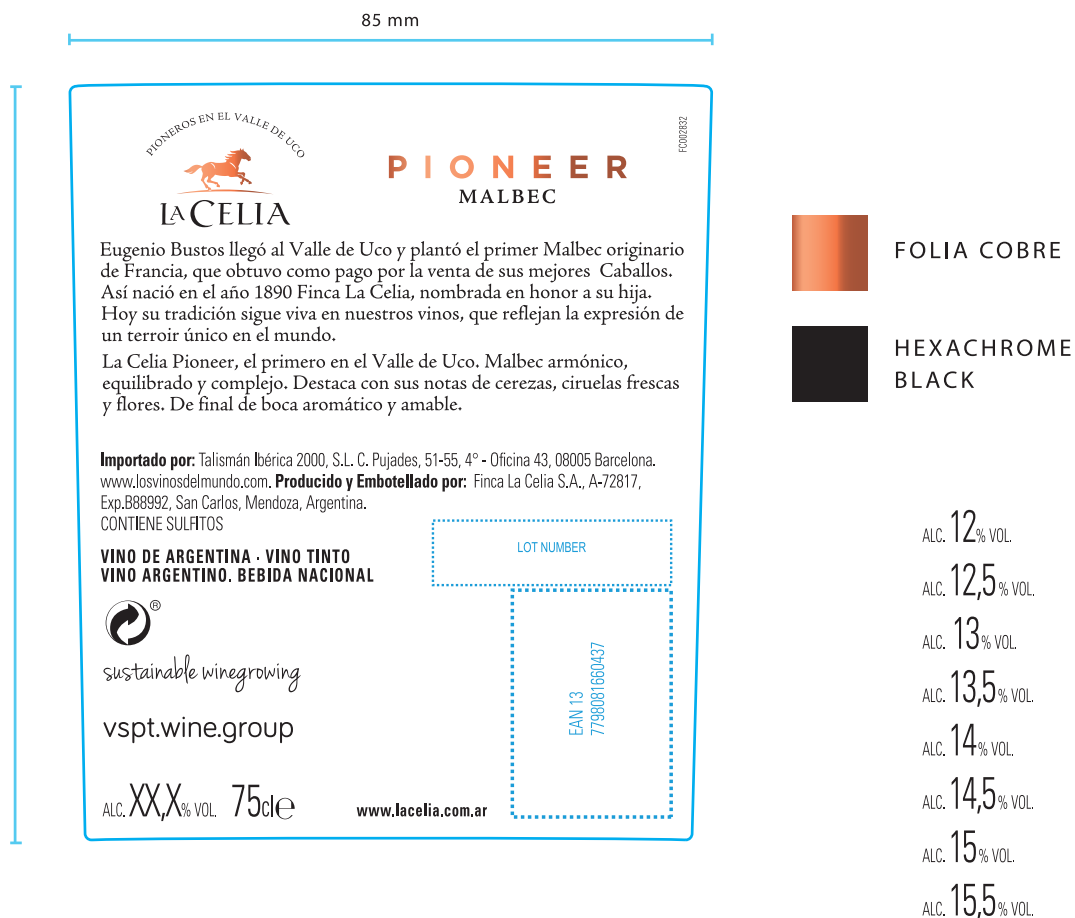 85 mm
PIONEROS EN EL VALLE DE UCO
LA CELIA
PIONEER
MALBEC
FC002832
Eugenio Bustos llegó al Valle de Uco y plantó el primer Malbec originario
de Francia, que obtuvo como pago por la venta de sus mejores Caballos.
Así nació en el año 1890 Finca La Celia, nombrada en honor a su hija.
Hoy su tradición sigue viva en nuestros vinos, que reflejan la expresión de
un terroir único en el mundo.
La Celia Pioneer, el primero en el Valle de Uco. Malbec armónico,
equilibrado y complejo. Destaca con sus notas de cerezas, ciruelas frescas
y flores. De final de boca aromático y amable.
Importado por: Talismán Ibérica 2000, S.L. C. Pujades, 51-55, 4° - Oficina 43, 08005 Barcelona.
www.losvinosdelmundo.com. Producido y Embotellado por: Finca La Celia S.A., A-72817,
Exp.B88992, San Carlos, Mendoza, Argentina.
CONTIENE SULFITOS
VINO DE ARGENTINA · VINO TINTO
VINO ARGENTINO. BEBIDA NACIONAL
LOT NUMBER
®
sustainable winegrowing
vspt.wine.group
EAN 13
7798081660437
ALC. XX,X% VOL. 75cl℮
www.lacelia.com.ar
FOLIA COBRE
HEXACHROME
BLACK
ALC. 12% VOL.
ALC. 12,5% VOL.
ALC. 13% VOL.
ALC. 13,5% VOL.
ALC. 14% VOL.
ALC. 14,5% VOL.
ALC. 15% VOL.
ALC. 15,5% VOL.